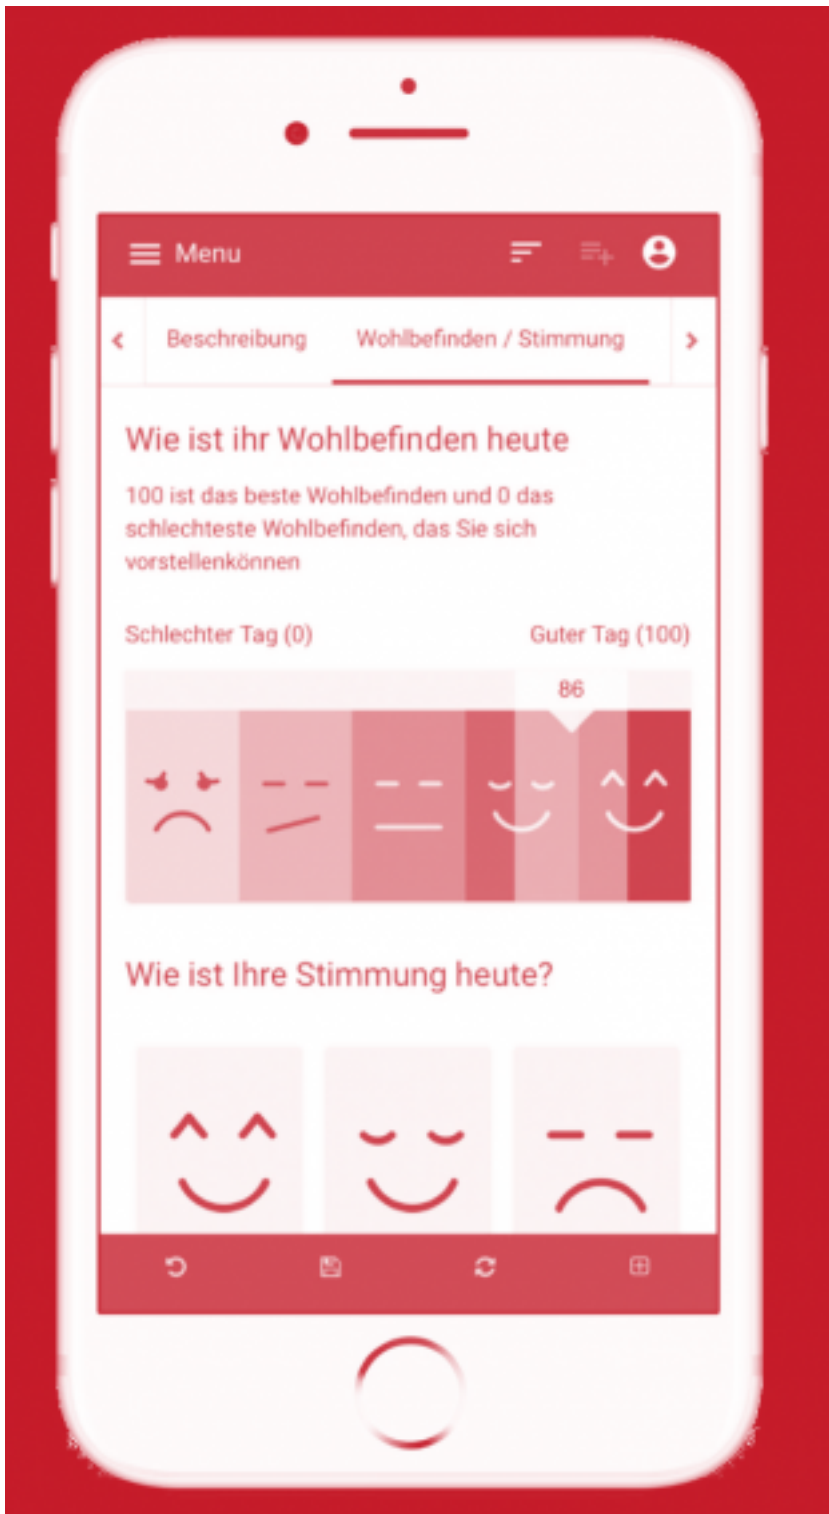 Menu
Beschreibung Wohlbefinden / Stimmung
Wie ist ihr Wohlbefinden heute
100 ist das beste Wohlbefinden und 0 das
schlechteste Wohlbefinden, das Sie sich
vorstellenkönnen
Schlechter Tag (0) Guter Tag (100)
86
Wie ist Ihre Stimmung heute?